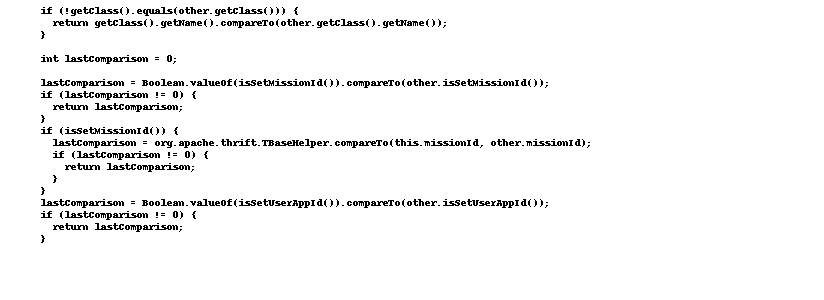 if (!getClass().equals(other.getClass())) {
  return getClass().getName().compareTo(other.getClass().getName());
}

int lastComparison = 0;

lastComparison = Boolean.valueOf(isSetMissionId()).compareTo(other.isSetMissionId());
if (lastComparison != 0) {
  return lastComparison;
}
if (isSetMissionId()) {
  lastComparison = org.apache.thrift.TBaseHelper.compareTo(this.missionId, other.missionId);
  if (lastComparison != 0) {
    return lastComparison;
  }
}
lastComparison = Boolean.valueOf(isSetUserAppId()).compareTo(other.isSetUserAppId());
if (lastComparison != 0) {
  return lastComparison;
}